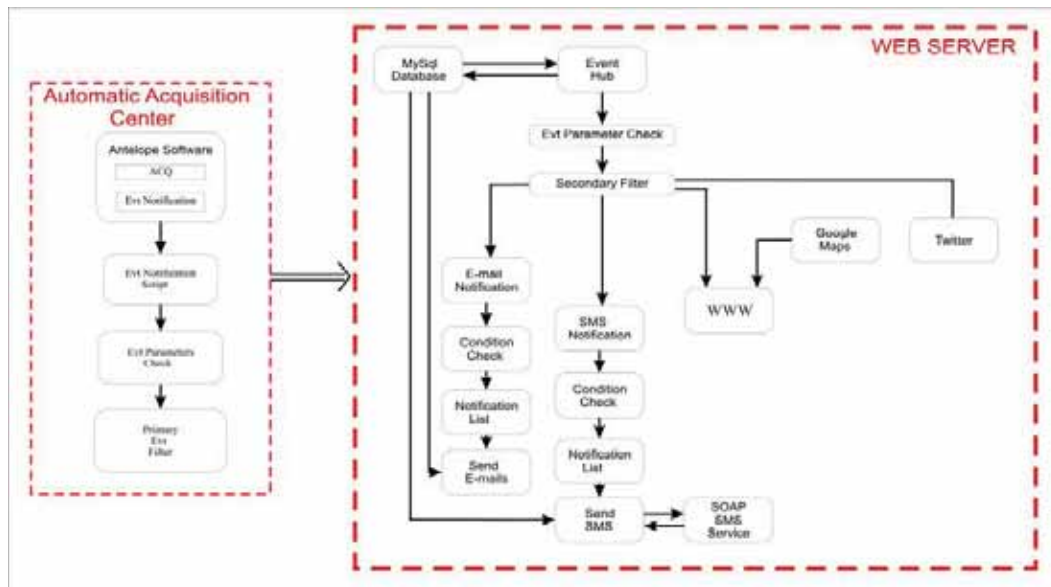 WEB SERVER
Automatic Acquisition
Center
Antelope Software
ACQ
Evt Notification
Evt Notification
Script
Evt Parameters
Check
Primary
Evt
Filter
MySql
Database
Event
Hub
Evt Parameter Check
Secondary Filter
Google
Maps
Twitter
WWW
E-mail
Notification
Condition
Check
Notification
List
Send
E-mails
SMS
Notification
Condition
Check
Notification
List
Send
SMS
SOAP
SMS
Service